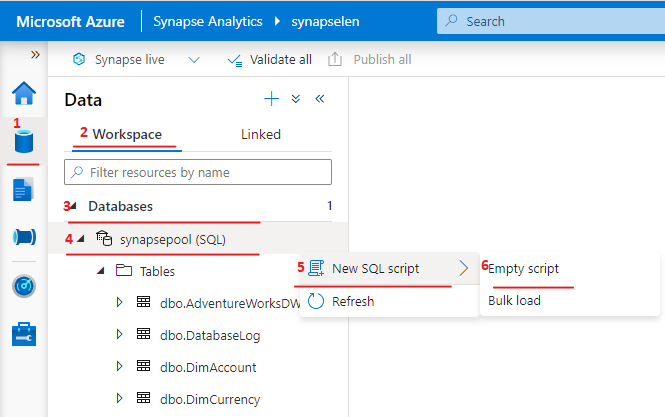 Microsoft Azure Synapse Analytics synapselen Search
Synapse live Validate all Publish all
1
Data
2 Workspace Linked
Filter resources by name
3 Databases 1
4 synapsepool (SQL)
5 New SQL script 6 Empty script
Tables Refresh Bulk load
dbo.AdventureWorksDW
dbo.DatabaseLog
dbo.DimAccount
dbo.DimCurrency